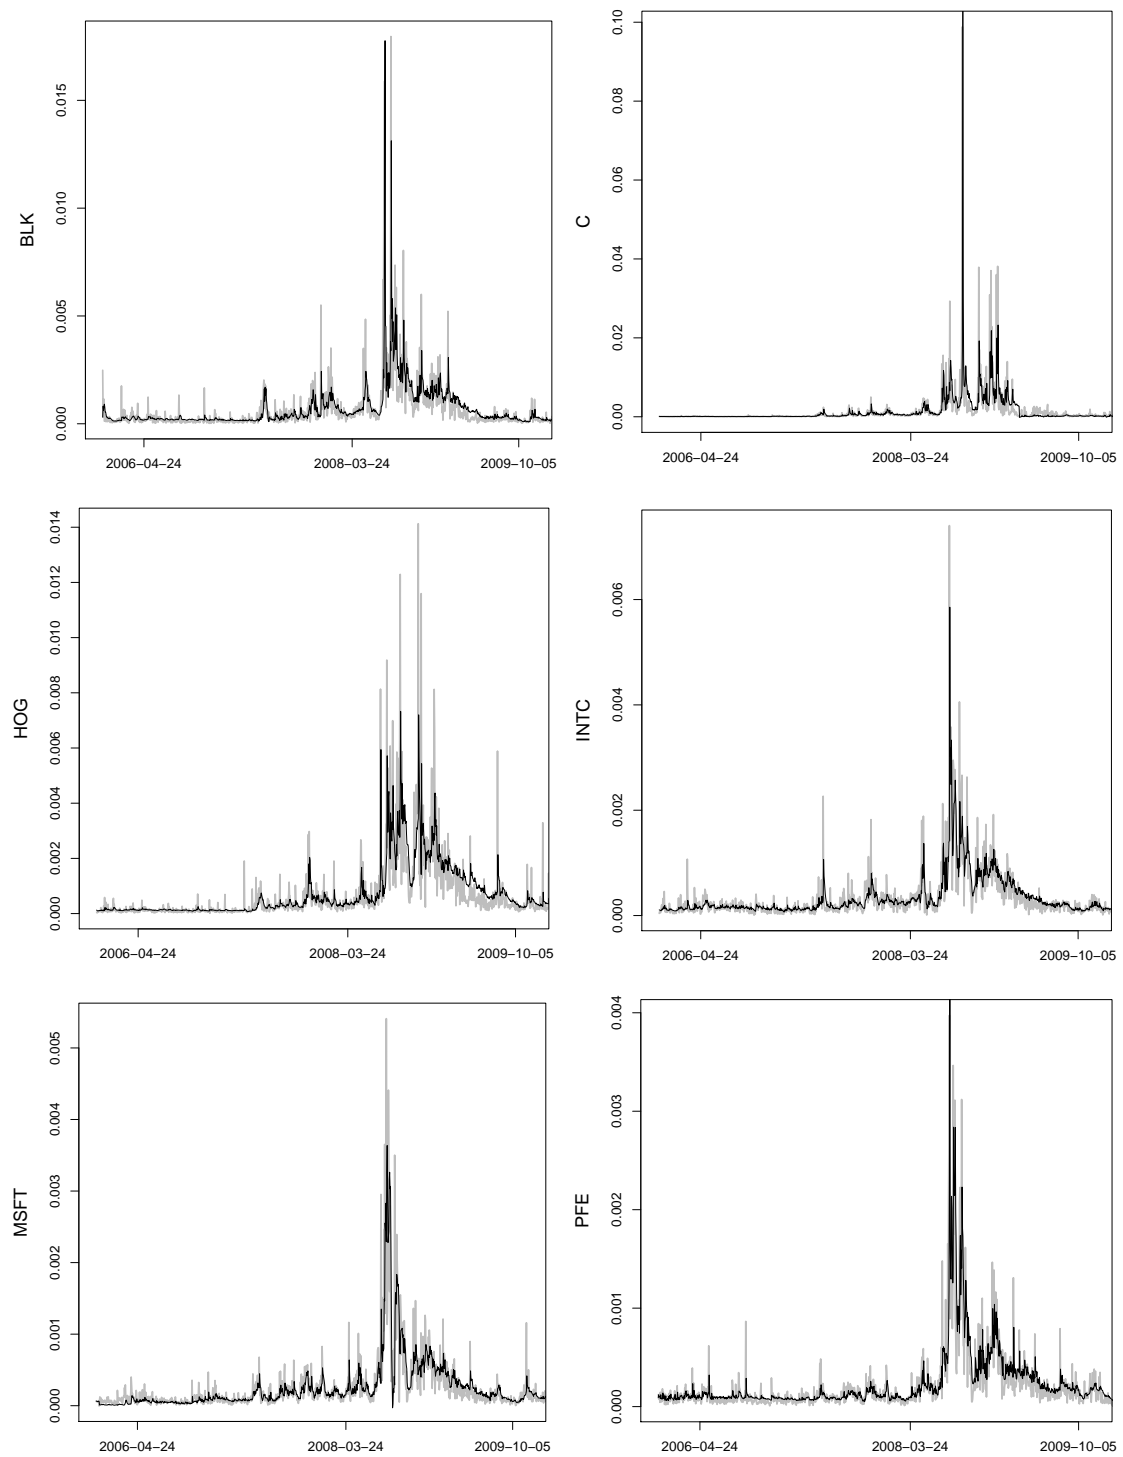 BLK
0.000 0.005 0.010 0.015
2006−04−24 2008−03−24 2009−10−05
C
0.00 0.02 0.04 0.06 0.08 0.10
2006−04−24 2008−03−24 2009−10−05
HOG
0.000 0.002 0.004 0.006 0.008 0.010 0.012 0.014
2006−04−24 2008−03−24 2009−10−05
INTC
0.000 0.002 0.004 0.006
2006−04−24 2008−03−24 2009−10−05
MSFT
0.000 0.001 0.002 0.003 0.004 0.005
2006−04−24 2008−03−24 2009−10−05
PFE
0.000 0.001 0.002 0.003 0.004
2006−04−24 2008−03−24 2009−10−05